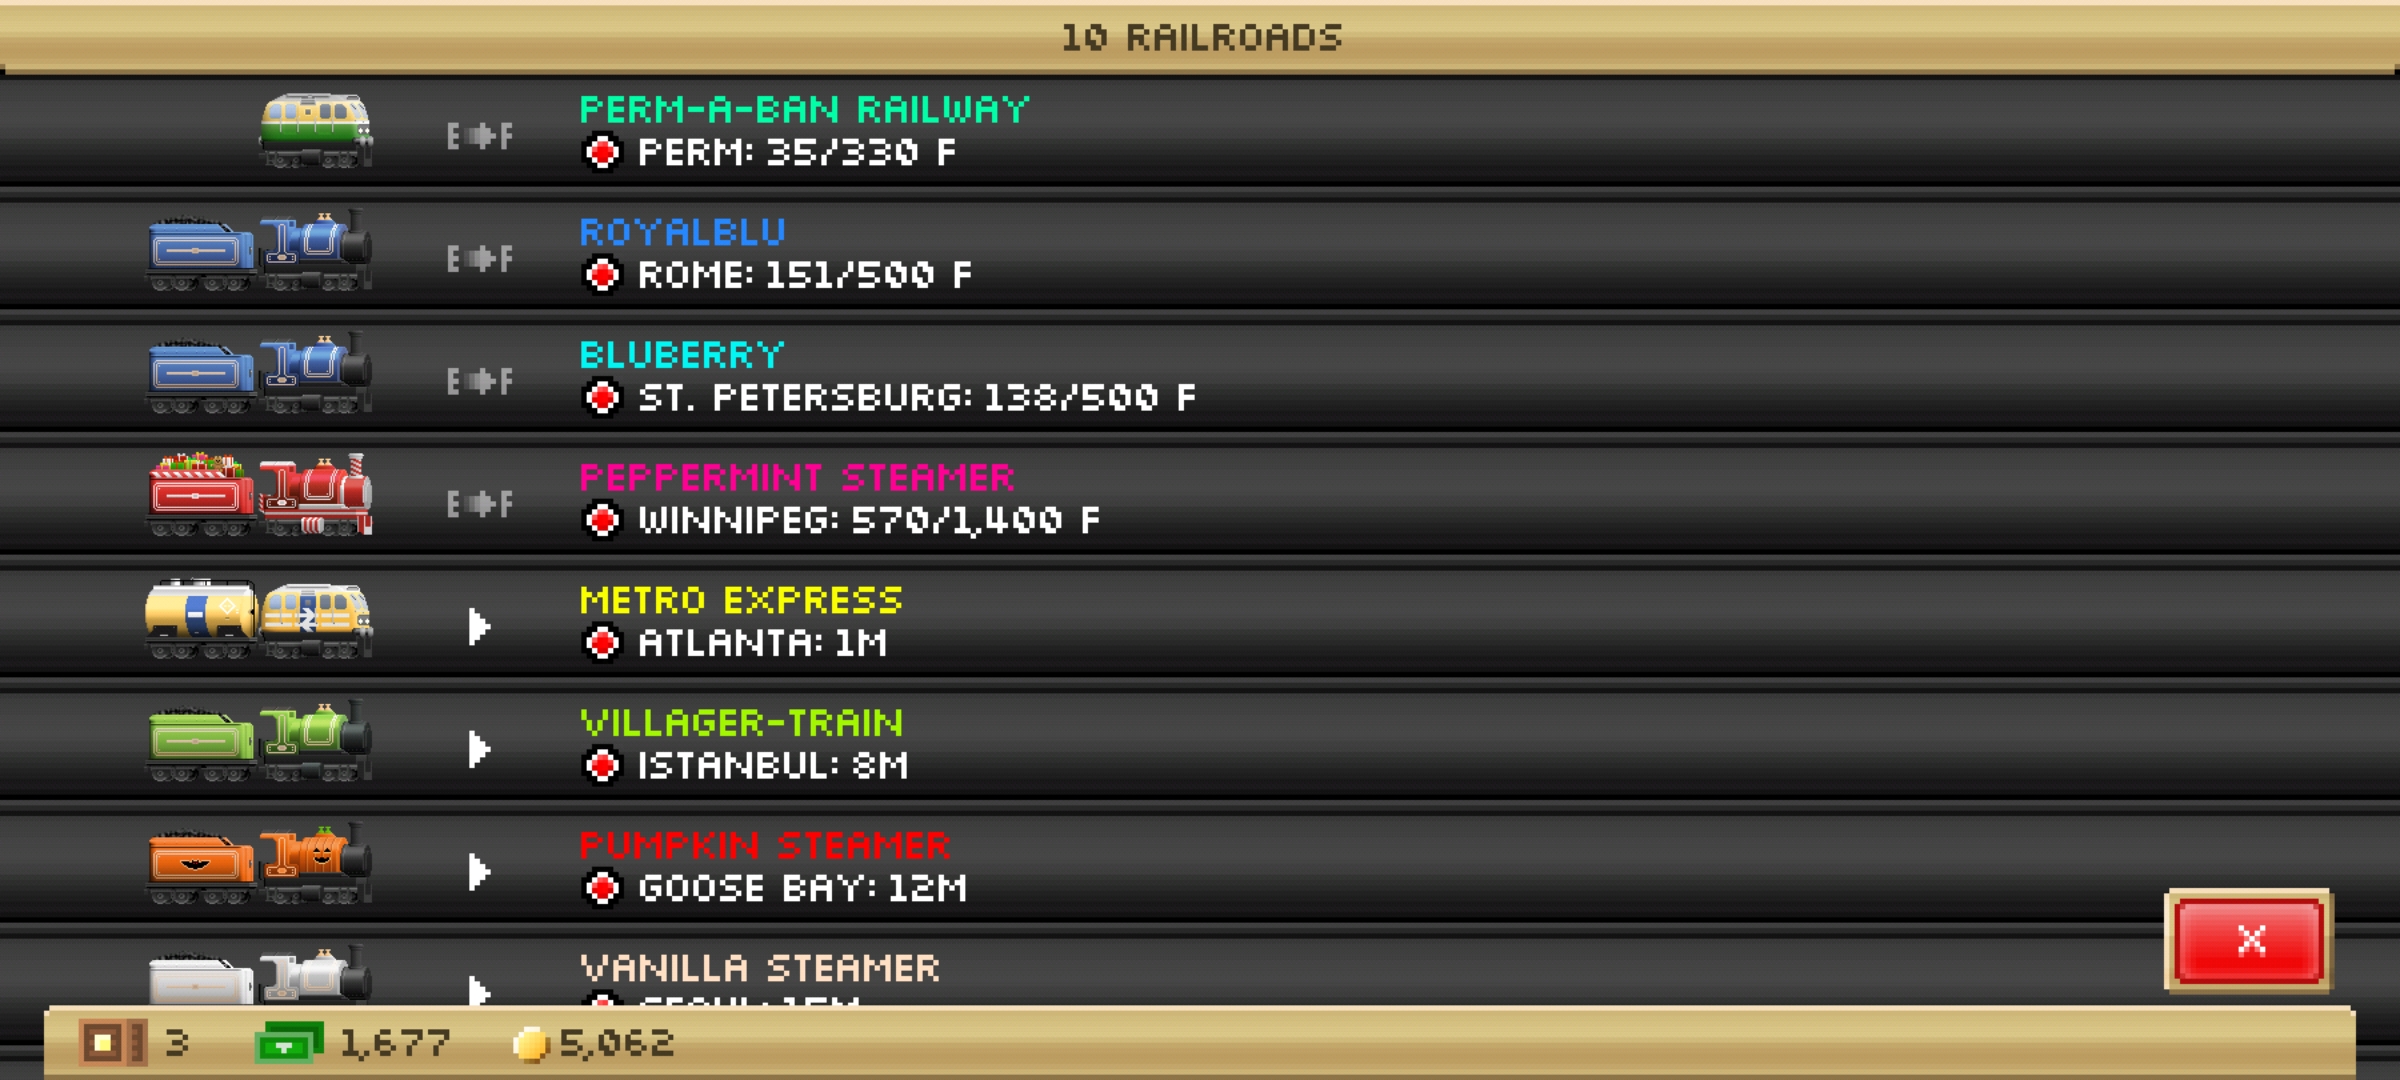 10 RAILROADS
PERM-A-BAN RAILWAY
E F
PERM: 35/330 F
ROYALBLU
E F
ROME: 151/500 F
BLUBERRY
E F
ST. PETERSBURG: 138/500 F
PEPPERMINT STEAMER
E F
WINNIPEG: 570/1,400 F
METRO EXPRESS
ATLANTA: 1M
VILLAGER-TRAIN
ISTANBUL: 8M
PUMPKIN STEAMER
GOOSE BAY: 12M
VANILLA STEAMER
X
3 1,677 5,062